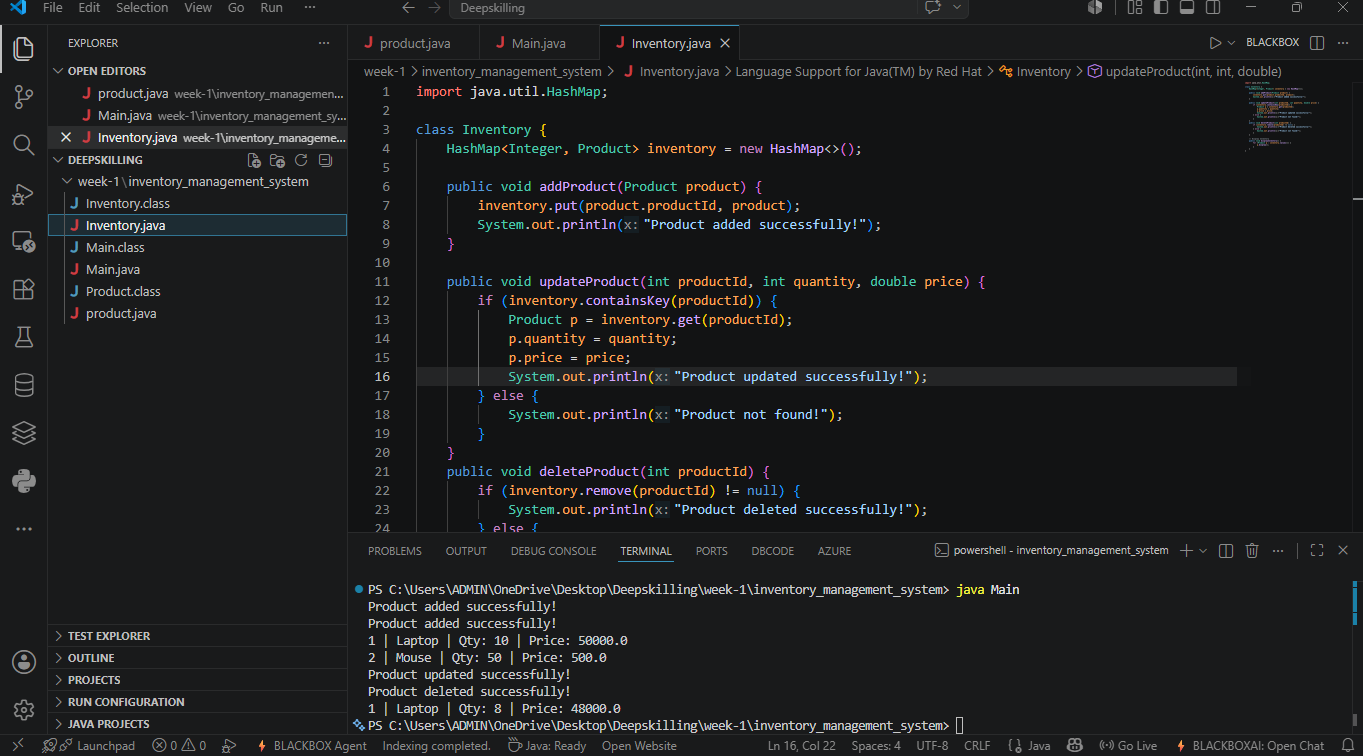 File Edit Selection View Go Run ··· Deepskilling
EXPLORER ···
OPEN EDITORS
product.java week-1\inventory_managemen...
Main.java week-1\inventory_management_sy...
Inventory.java week-1\inventory_manageme...
DEEPSKILLING
week-1\inventory_management_system
Inventory.class
Inventory.java
Main.class
Main.java
Product.class
product.java
TEST EXPLORER
OUTLINE
PROJECTS
RUN CONFIGURATION
JAVA PROJECTS
product.java Main.java Inventory.java BLACKBOX ···
week-1 > inventory_management_system > Inventory.java > Language Support for Java(TM) by Red Hat > Inventory > updateProduct(int, int, double)
1 import java.util.HashMap;
2
3 class Inventory {
4 HashMap<Integer, Product> inventory = new HashMap<>();
5
6 public void addProduct(Product product) {
7 inventory.put(product.productId, product);
8 System.out.println(x: "Product added successfully!");
9 }
10
11 public void updateProduct(int productId, int quantity, double price) {
12 if (inventory.containsKey(productId)) {
13 Product p = inventory.get(productId);
14 p.quantity = quantity;
15 p.price = price;
16 System.out.println(x: "Product updated successfully!");
17 } else {
18 System.out.println(x: "Product not found!");
19 }
20 }
21 public void deleteProduct(int productId) {
22 if (inventory.remove(productId) != null) {
23 System.out.println(x: "Product deleted successfully!");
24 } else {
PROBLEMS OUTPUT DEBUG CONSOLE TERMINAL PORTS DBCODE AZURE powershell - inventory_management_system
PS C:\Users\ADMIN\OneDrive\Desktop\Deepskilling\week-1\inventory_management_system> java Main
Product added successfully!
Product added successfully!
1 | Laptop | Qty: 10 | Price: 50000.0
2 | Mouse | Qty: 50 | Price: 500.0
Product updated successfully!
Product deleted successfully!
1 | Laptop | Qty: 8 | Price: 48000.0
PS C:\Users\ADMIN\OneDrive\Desktop\Deepskilling\week-1\inventory_management_system>
Launchpad 0 0 BLACKBOX Agent Indexing completed. Java: Ready Open Website Ln 16, Col 22 Spaces: 4 UTF-8 CRLF {} Java Go Live BLACKBOXAI: Open Chat